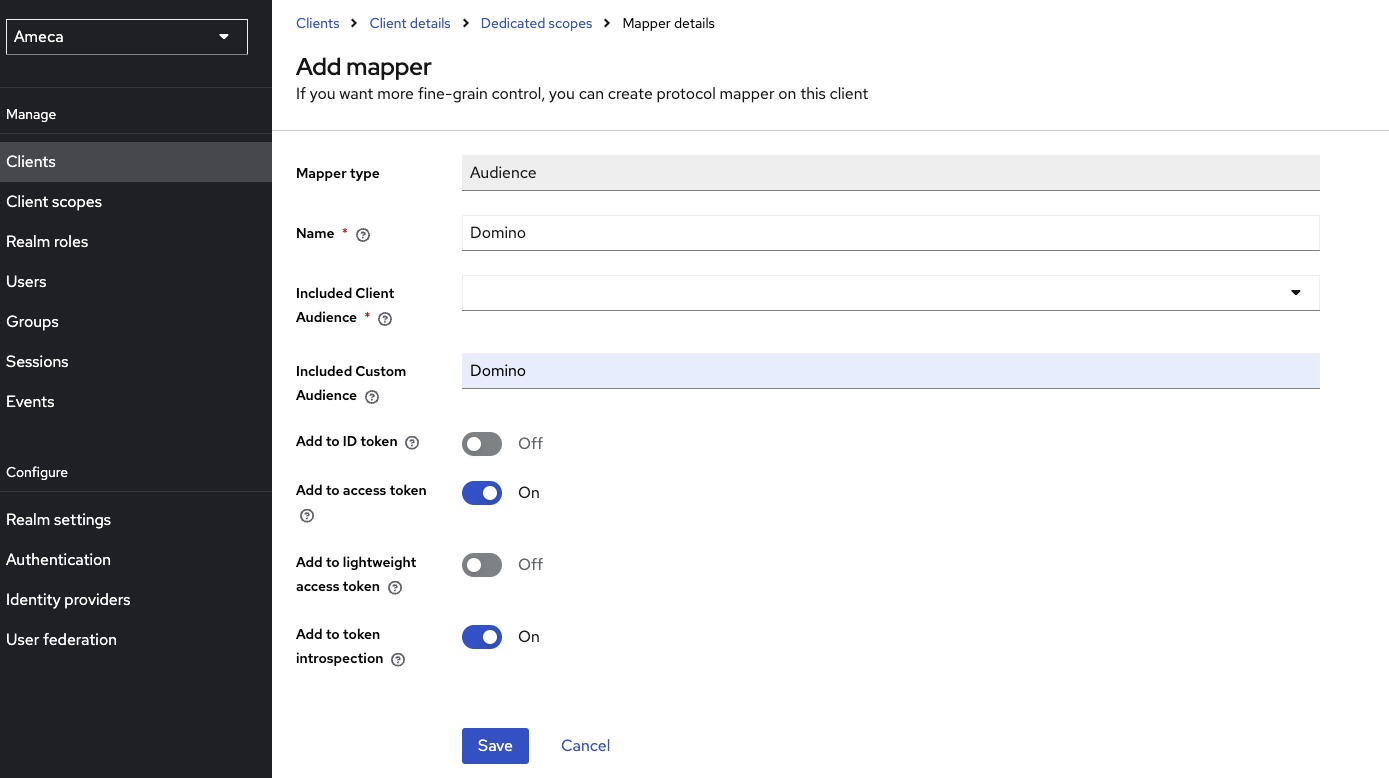 Ameca
Manage
Clients
Client scopes
Realm roles
Users
Groups
Sessions
Events
Configure
Realm settings
Authentication
Identity providers
User federation
Clients > Client details > Dedicated scopes > Mapper details
Add mapper
If you want more fine-grain control, you can create protocol mapper on this client
Mapper type Audience
Name * Domino
Included Client
Audience *
Included Custom Domino
Audience
Add to ID token Off
Add to access token On
Add to lightweight Off
access token
Add to token On
introspection
Save Cancel